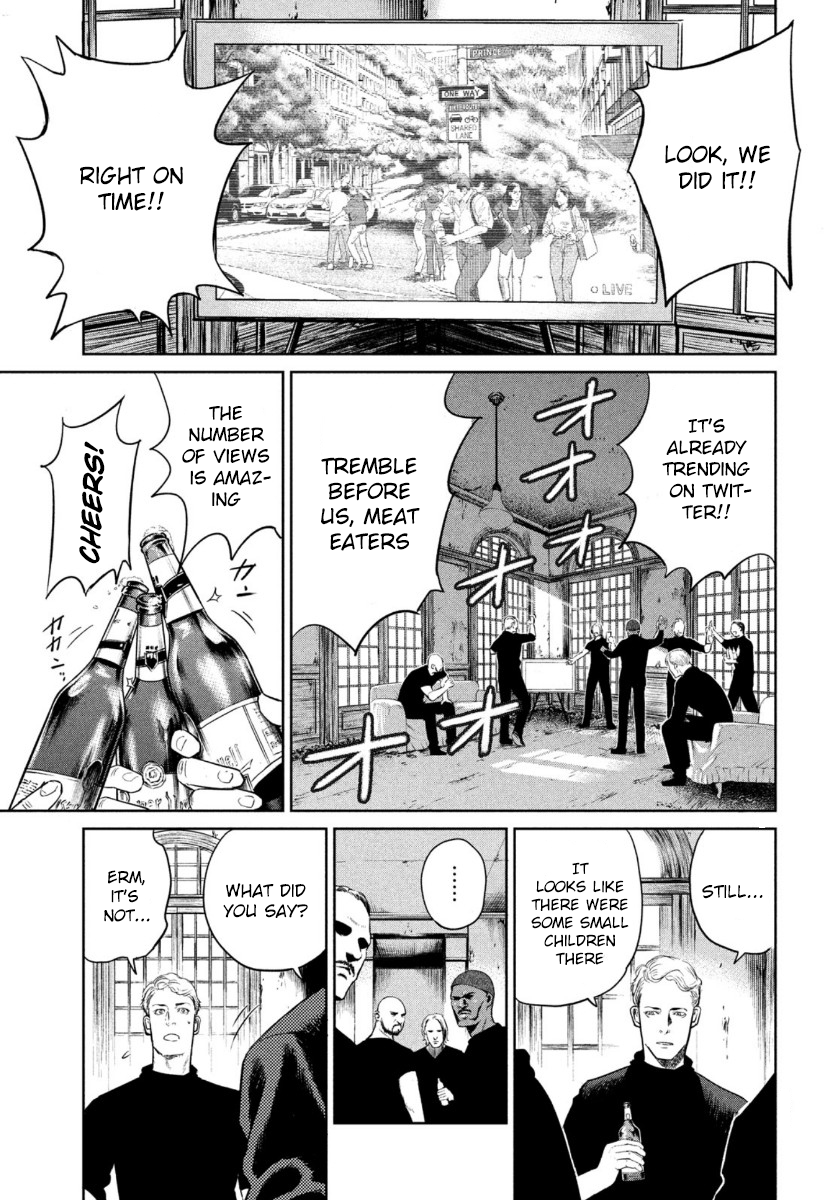 LOOK, WE
DID IT!!
PRINCE
ONE WAY
SHARED
LANE
LIVE
RIGHT ON
TIME!!
IT'S
ALREADY
TRENDING
ON TWIT-
TER!!
オオオオオオ
TREMBLE
BEFORE
US, MEAT
EATERS
THE
NUMBER
OF VIEWS
IS AMAZ-
ING
CHEERS!
カ
カカンッ
STILL...
IT
LOOKS LIKE
THERE WERE
SOME SMALL
CHILDREN
THERE
......
WHAT DID
YOU SAY?
ERM,
IT'S
NOT...